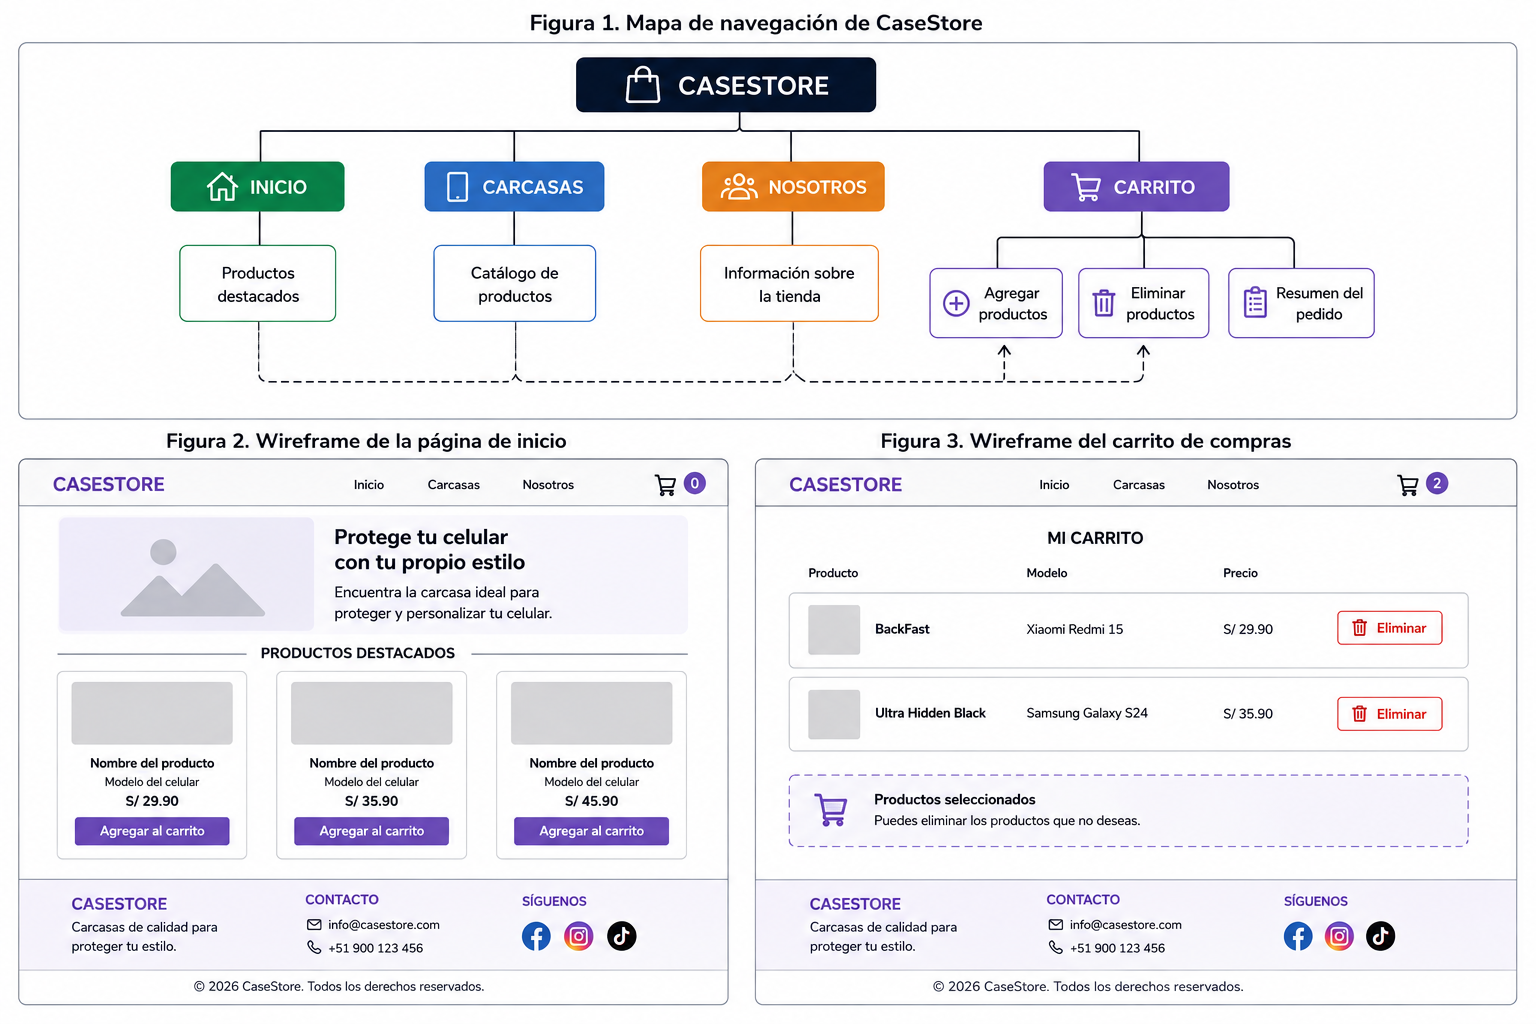 Figura 1. Mapa de navegación de CaseStore
CASESTORE
INICIO
CARCASAS
NOSOTROS
CARRITO
Productos
destacados
Catálogo de
productos
Información sobre
la tienda
Agregar
productos
Eliminar
productos
Resumen del
pedido
Figura 2. Wireframe de la página de inicio
CASESTORE
Inicio
Carcasas
Nosotros
0
Protege tu celular
con tu propio estilo
Encuentra la carcasa ideal para
proteger y personalizar tu celular.
PRODUCTOS DESTACADOS
Nombre del producto
Modelo del celular
S/ 29.90
Agregar al carrito
Nombre del producto
Modelo del celular
S/ 35.90
Agregar al carrito
Nombre del producto
Modelo del celular
S/ 45.90
Agregar al carrito
CASESTORE
Carcasas de calidad para
proteger tu estilo.
CONTACTO
info@casestore.com
+51 900 123 456
SÍGUENOS
© 2026 CaseStore. Todos los derechos reservados.
Figura 3. Wireframe del carrito de compras
CASESTORE
Inicio
Carcasas
Nosotros
2
MI CARRITO
Producto
Modelo
Precio
BackFast
Xiaomi Redmi 15
S/ 29.90
Eliminar
Ultra Hidden Black
Samsung Galaxy S24
S/ 35.90
Eliminar
Productos seleccionados
Puedes eliminar los productos que no deseas.
CASESTORE
Carcasas de calidad para
proteger tu estilo.
CONTACTO
info@casestore.com
+51 900 123 456
SÍGUENOS
© 2026 CaseStore. Todos los derechos reservados.